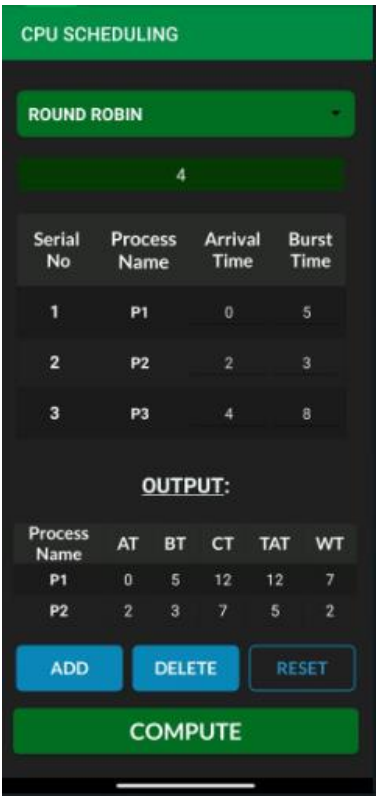 CPU SCHEDULING
ROUND ROBIN
4
Serial No Process Name Arrival Time Burst Time
1 P1 0 5
2 P2 2 3
3 P3 4 8
OUTPUT:
Process Name AT BT CT TAT WT
P1 0 5 12 12 7
P2 2 3 7 5 2
ADD DELETE RESET
COMPUTE